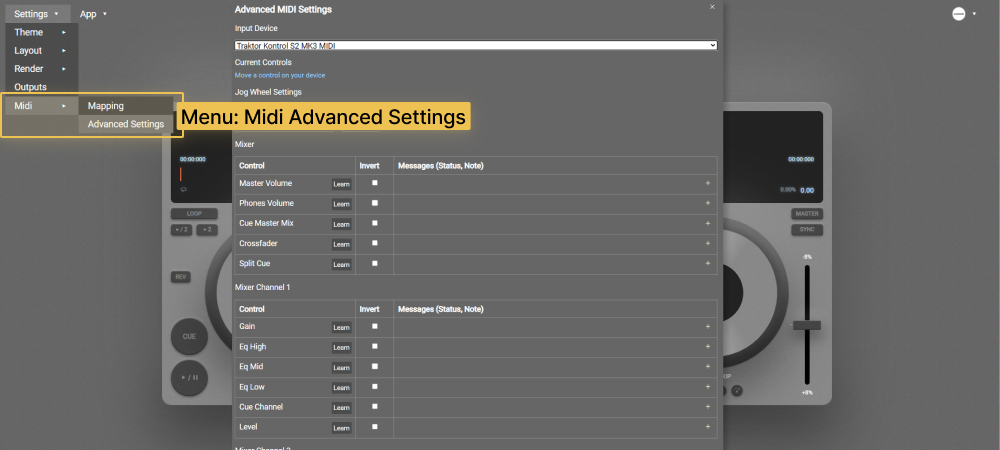 Settings
App
Theme
Layout
Render
Outputs
Midi
Mapping
Advanced Settings
Menu: Midi Advanced Settings
Advanced MIDI Settings
Input Device
Traktor Kontrol S2 MK3 MIDI
Current Controls
Move a control on your device
Jog Wheel Settings
Mixer
Control Invert Messages (Status, Note)
Master Volume Learn +
Phones Volume Learn +
Cue Master Mix Learn +
Crossfader Learn +
Split Cue Learn +
Mixer Channel 1
Control Invert Messages (Status, Note)
Gain Learn +
Eq High Learn +
Eq Mid Learn +
Eq Low Learn +
Cue Channel Learn +
Level Learn +
00:00:000
LOOP
REV
CUE
00:00:000
0.00% 0.00
MASTER
SYNC
-8%
+8%